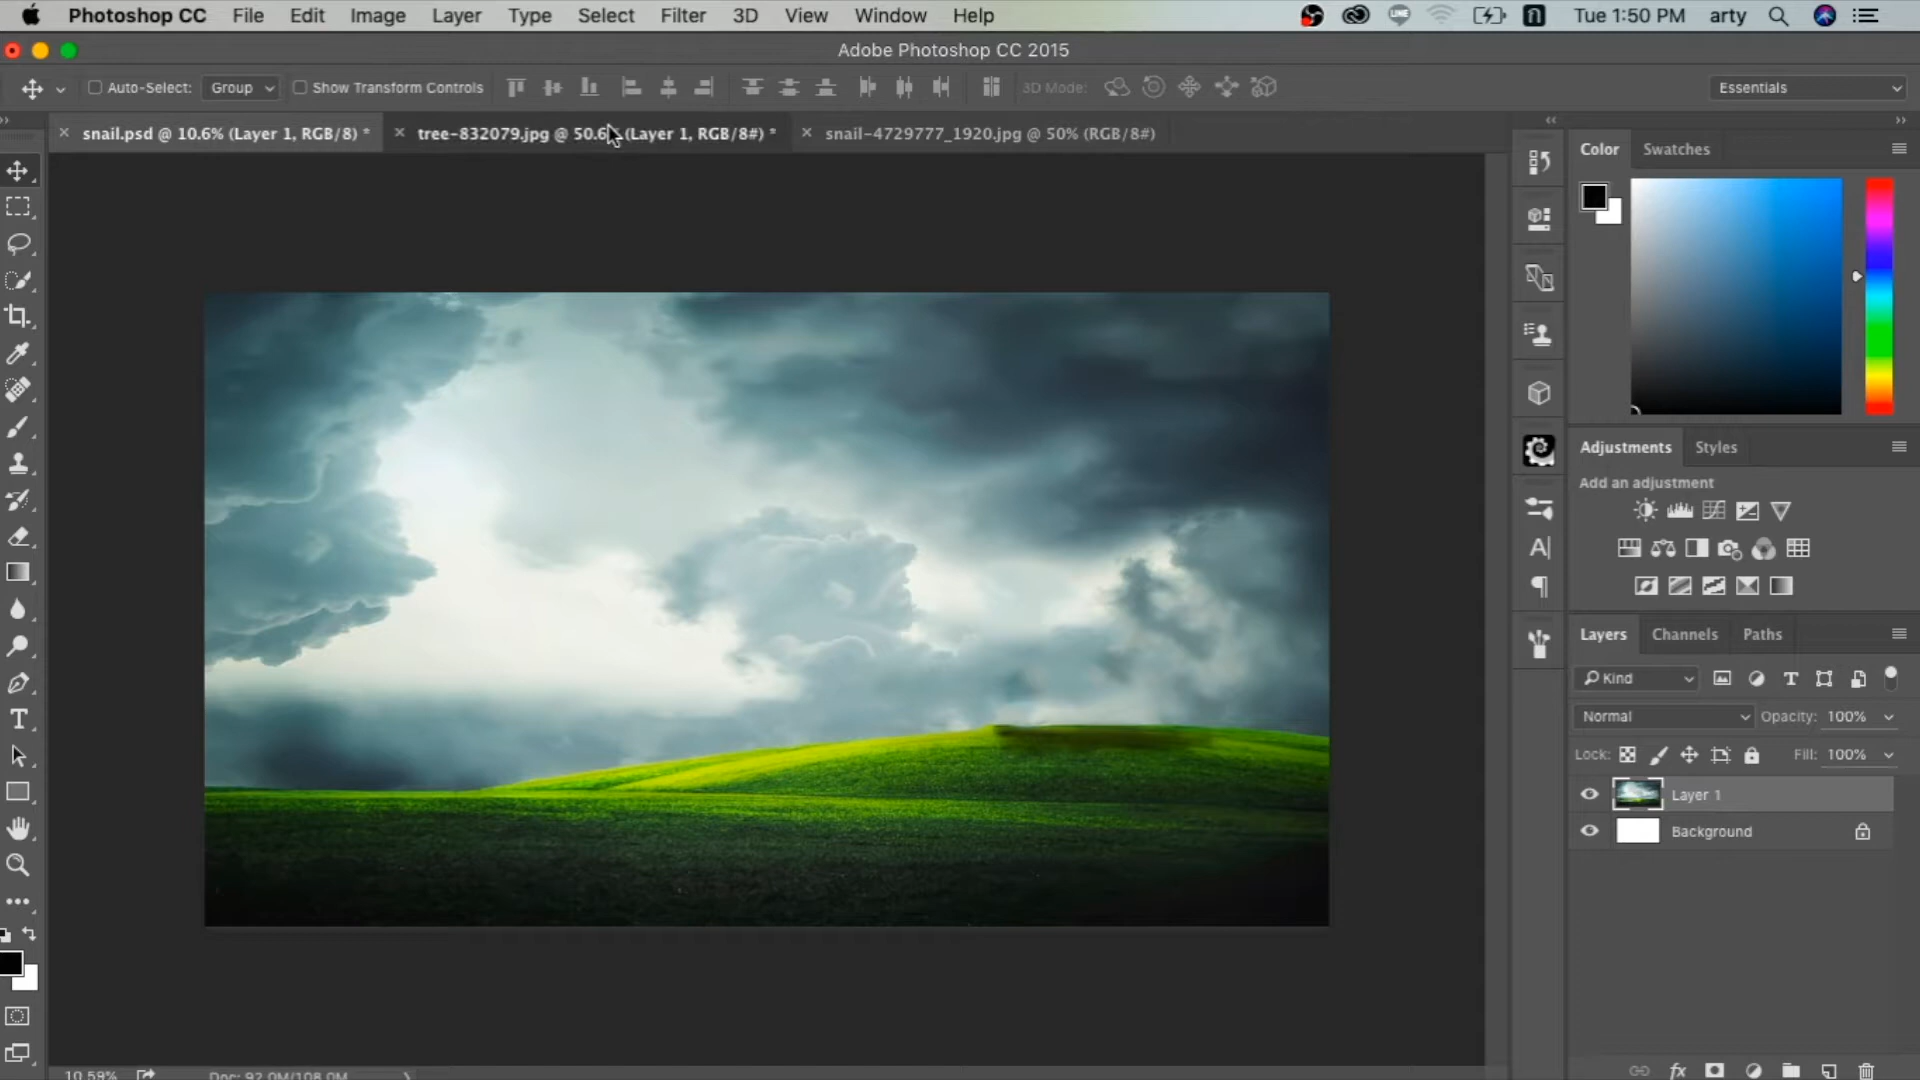 Photoshop CC File Edit Image Layer Type Select Filter 3D View Window Help Tue 1:50 PM arty
Adobe Photoshop CC 2015
Auto-Select: Group Show Transform Controls 3D Mode: Essentials
snail.psd @ 10.6% (Layer 1, RGB/8) * tree-832079.jpg @ 50.6% (Layer 1, RGB/8#) * snail-4729777_1920.jpg @ 50% (RGB/8#)
Color Swatches
Adjustments Styles
Add an adjustment
Layers Channels Paths
Kind
Normal Opacity: 100%
Lock: Fill: 100%
Layer 1
Background
10.59% Doc: 92.0M/108.0M